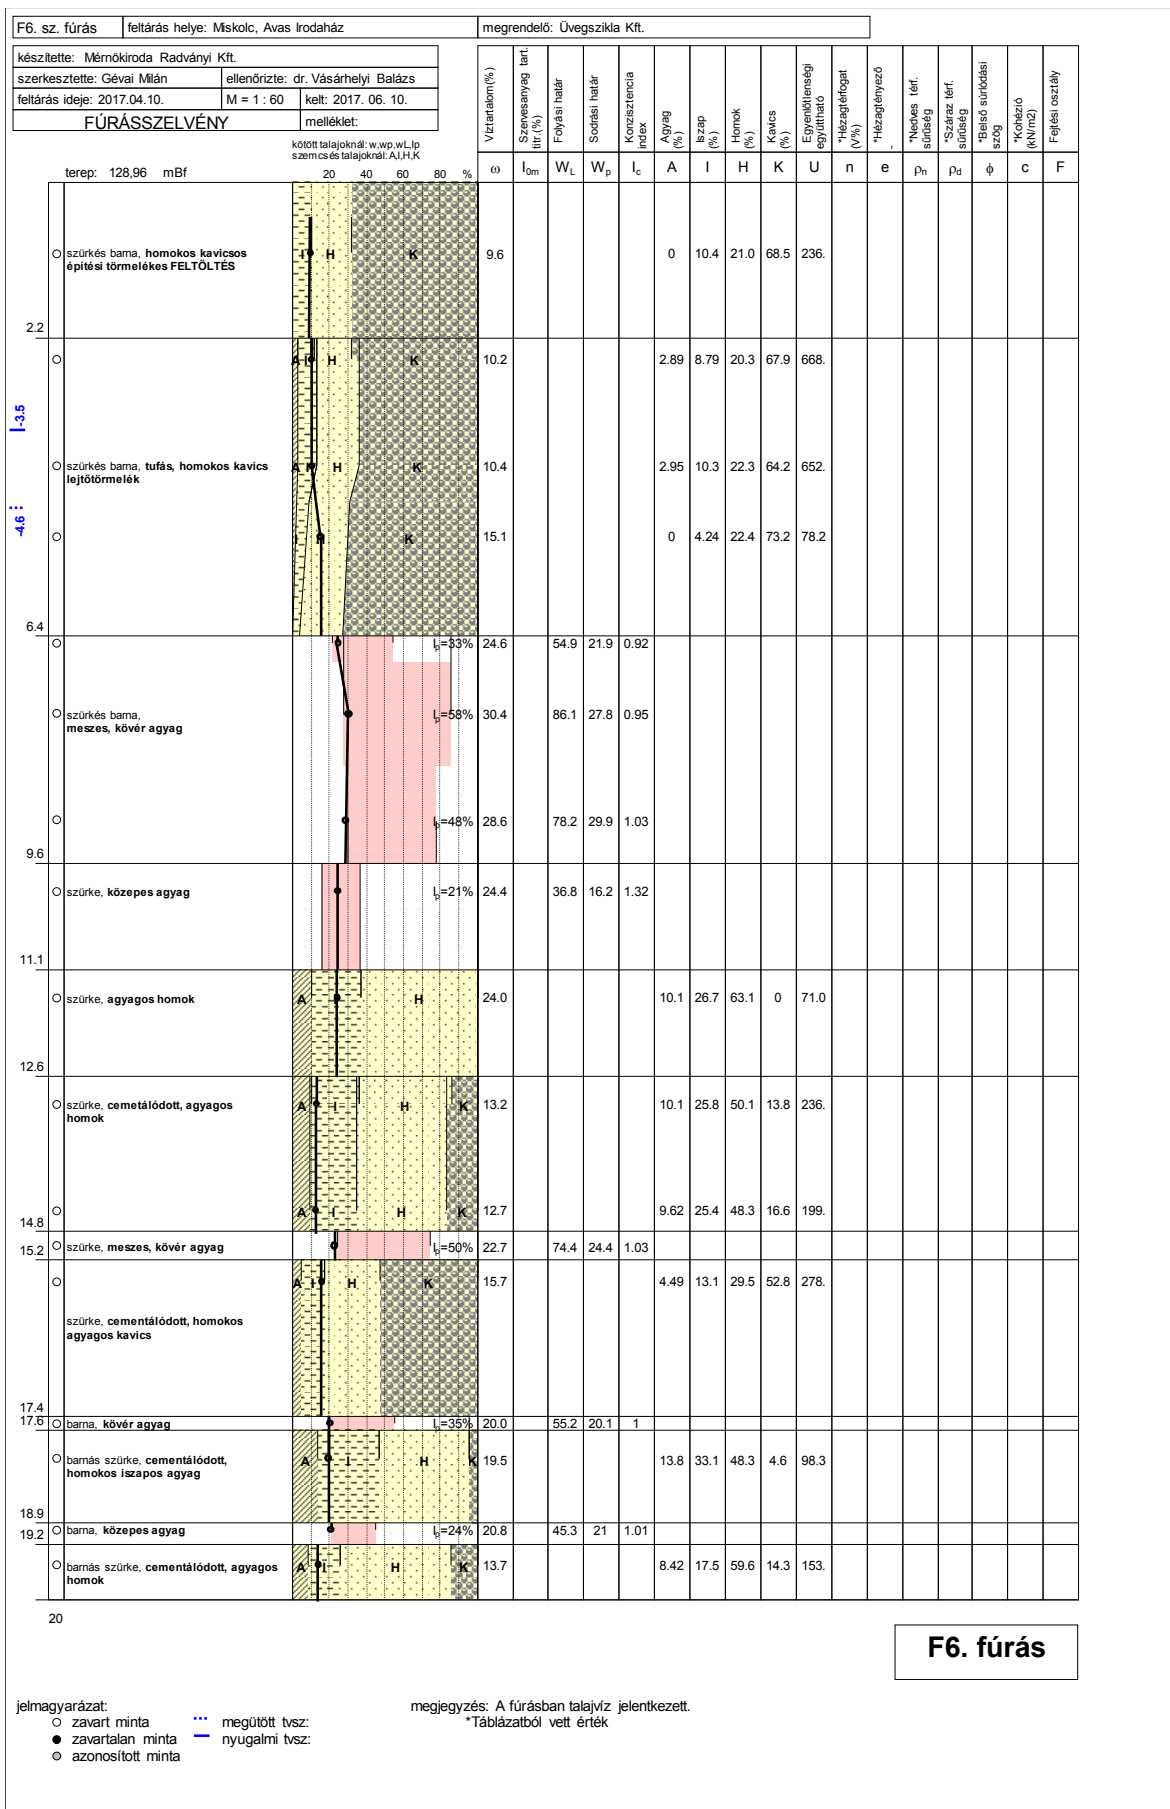 F6. sz. fúrás
feltárás helye: Miskolc, Avas Irodaház
megrendelő: Üvegszikla Kft.
készítette: Mérnökiroda Radványi Kft.
szerkesztette: Gévai Milán
ellenőrizte: dr. Vásárhelyi Balázs
feltárás ideje: 2017.04.10.
M = 1 : 60
kelt: 2017. 06. 10.
FÚRÁSSZELVÉNY
melléklet:
kötött talajoknál: w,wp,wL,Ip
szemcsés talajoknál: A,I,H,K
terep: 128,96 mBf
20 40 60 80 %
Víztartalom(%)
Szervesanyag tart. titr.(%)
Folyási határ
Sodrási határ
Konzisztencia index
Agyag (%)
Iszap (%)
Homok (%)
Kavics (%)
Egyenlőtlenségi együttható
*Hézagtérfogat (V%)
*Hézagtényező -
*Nedves térf. sűrűség
*Száraz térf. sűrűség
*Belső súrlódási szög
*Kohézió (kN/m2)
Fejtési osztály
ω I0m WL Wp Ic A I H K U n e ρn ρd ϕ c F
szürkés barna, homokos kavicsos
építési törmelékes FELTÖLTÉS
I H K
9.6 0 10.4 21.0 68.5 236.
2.2
A I H K
10.2 2.89 8.79 20.3 67.9 668.
-3.5
szürkés barna, tufás, homokos kavics
lejtőtörmelék
A I H K
10.4 2.95 10.3 22.3 64.2 652.
-4.6
I H K
15.1 0 4.24 22.4 73.2 78.2
6.4
Ip=33% 24.6 54.9 21.9 0.92
szürkés barna,
meszes, kövér agyag
Ip=58% 30.4 86.1 27.8 0.95
Ip=48% 28.6 78.2 29.9 1.03
9.6
szürke, közepes agyag
Ip=21% 24.4 36.8 16.2 1.32
11.1
szürke, agyagos homok
A I H
24.0 10.1 26.7 63.1 0 71.0
12.6
szürke, cemetálódott, agyagos
homok
A I H K
13.2 10.1 25.8 50.1 13.8 236.
A I H K
12.7 9.62 25.4 48.3 16.6 199.
14.8
szürke, meszes, kövér agyag
Ip=50% 22.7 74.4 24.4 1.03
15.2
A I H K
15.7 4.49 13.1 29.5 52.8 278.
szürke, cementálódott, homokos
agyagos kavics
17.4
17.6
barna, kövér agyag
Ip=35% 20.0 55.2 20.1 1
barnás szürke, cementálódott,
homokos iszapos agyag
A I H K
19.5 13.8 33.1 48.3 4.6 98.3
18.9
19.2
barna, közepes agyag
Ip=24% 20.8 45.3 21 1.01
barnás szürke, cementálódott, agyagos
homok
A I H K
13.7 8.42 17.5 59.6 14.3 153.
20
F6. fúrás
jelmagyarázat:
zavart minta
zavartalan minta
azonosított minta
megütött tvsz:
nyugalmi tvsz:
megjegyzés: A fúrásban talajvíz jelentkezett.
*Táblázatból vett érték